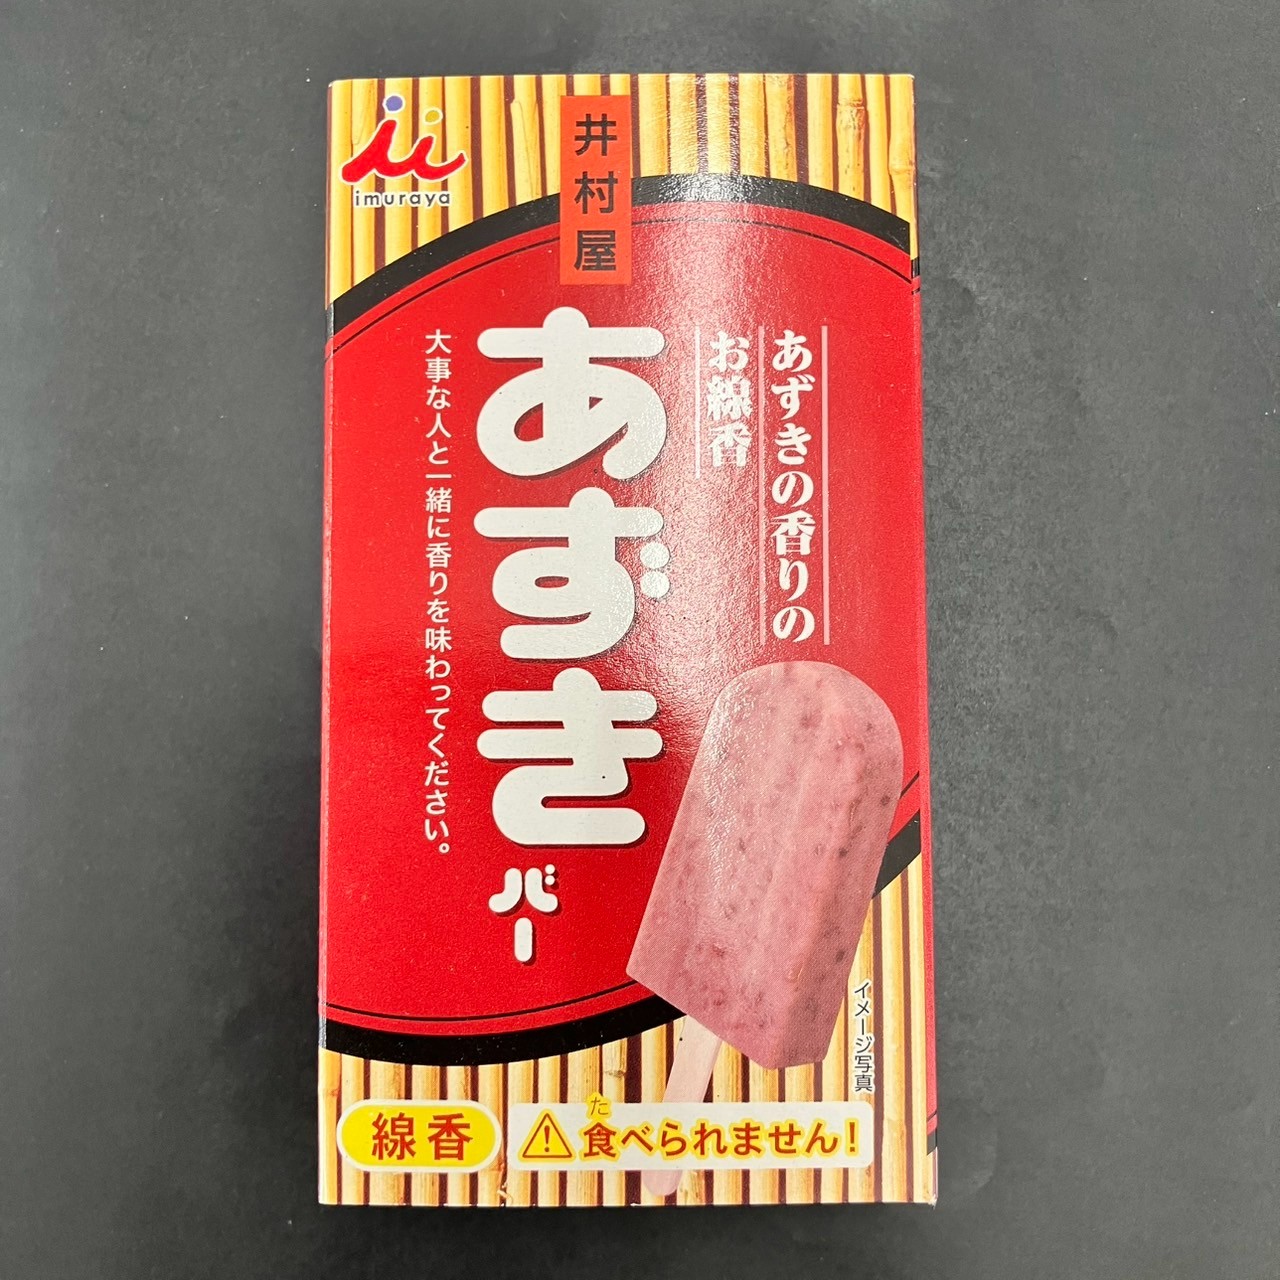 imuraya
井村屋
あずきの香りの
お線香
あずき
バー
大事な人と一緒に香りを味わってください。
イメージ写真
線香
た
食べられません!